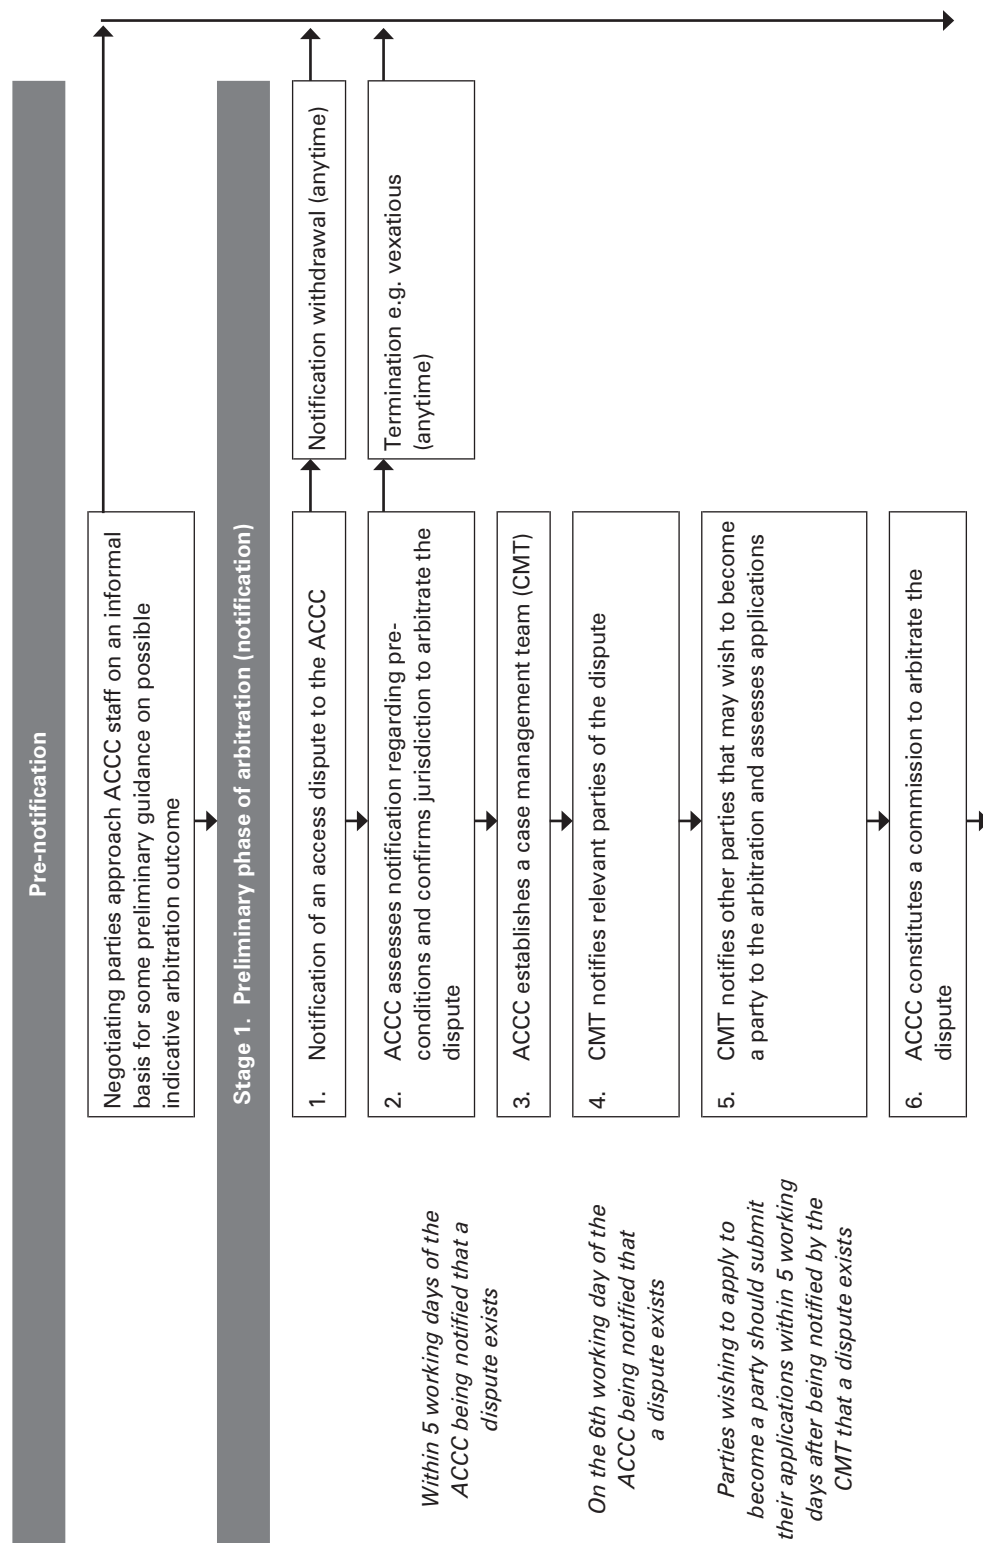 Pre-notification
Negotiating parties approach ACCC staff on an informal
basis for some preliminary guidance on possible
indicative arbitration outcome
Stage 1. Preliminary phase of arbitration (notification)
1. Notification of an access dispute to the ACCC
Notification withdrawal (anytime)
Within 5 working days of the
ACCC being notified that a
dispute exists
2. ACCC assesses notification regarding pre-
conditions and confirms jurisdiction to arbitrate the
dispute
Termination e.g. vexatious
(anytime)
3. ACCC establishes a case management team (CMT)
On the 6th working day of the
ACCC being notified that
a dispute exists
4. CMT notifies relevant parties of the dispute
Parties wishing to apply to
become a party should submit
their applications within 5 working
days after being notified by the
CMT that a dispute exists
5. CMT notifies other parties that may wish to become
a party to the arbitration and assesses applications
6. ACCC constitutes a commission to arbitrate the
dispute